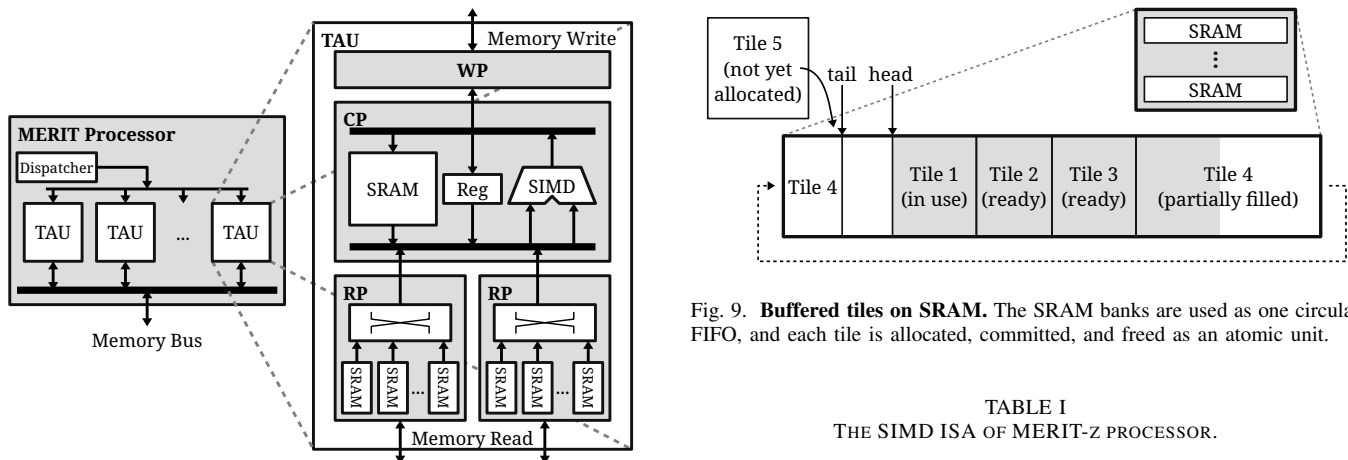 MERIT Processor
Dispatcher
TAU
TAU
...
TAU
Memory Bus
TAU
Memory Write
WP
CP
SRAM
Reg
SIMD
RP
SRAM
SRAM
...
SRAM
RP
SRAM
SRAM
...
SRAM
Memory Read
Tile 5
(not yet
allocated)
tail
head
SRAM
SRAM
Tile 4
Tile 1
(in use)
Tile 2
(ready)
Tile 3
(ready)
Tile 4
(partially filled)
Fig. 9. Buffered tiles on SRAM. The SRAM banks are used as one circula
FIFO, and each tile is allocated, committed, and freed as an atomic unit.
TABLE I
THE SIMD ISA OF MERIT-Z PROCESSOR.